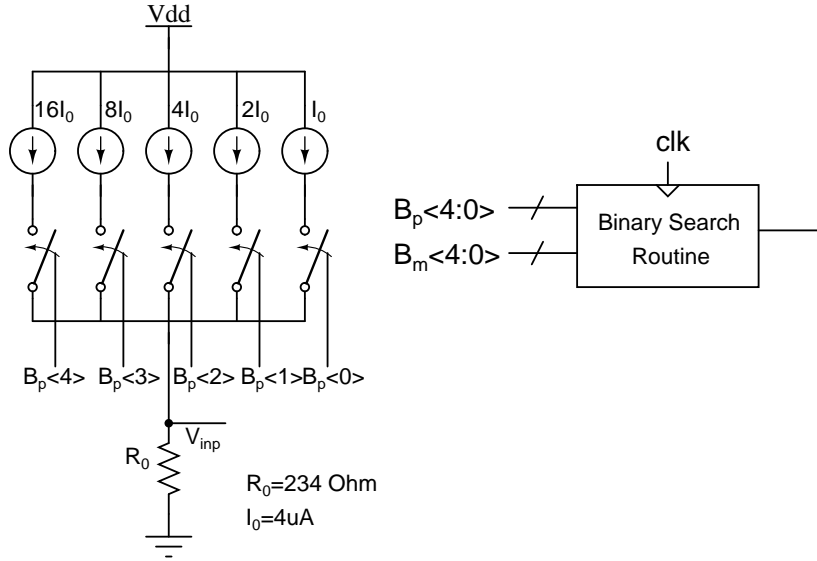 Vdd
16I₀ 8I₀ 4I₀ 2I₀ I₀
clk
Bₚ<4:0>
Bₘ<4:0>
Binary Search
Routine
Bₚ<4> Bₚ<3> Bₚ<2> Bₚ<1> Bₚ<0>
Vᵢₙₚ
R₀
R₀=234 Ohm
I₀=4uA